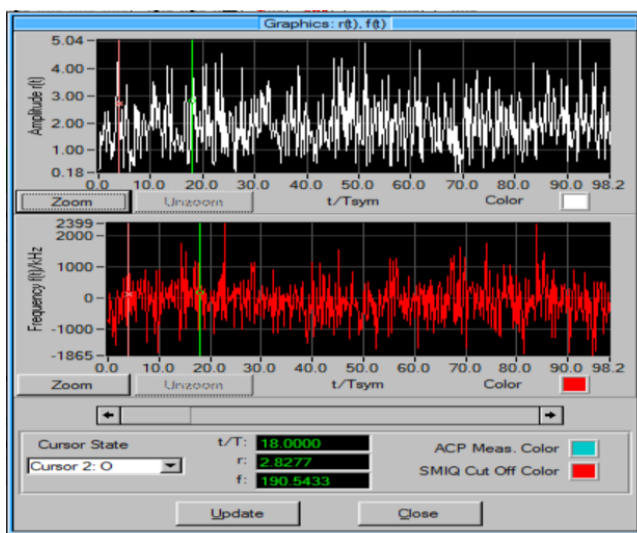 Graphics: r(t), f(t)
5.04
4.00
3.00
2.00
1.00
0.18
Amplitude r(t)
0.0 10.0 20.0 30.0 40.0 50.0 60.0 70.0 80.0 90.0 98.2
Zoom Unzoom t/Tsym Color
2399
2000
1000
0
-1000
-1865
Frequency f(t)/kHz
0.0 10.0 20.0 30.0 40.0 50.0 60.0 70.0 80.0 90.0 98.2
Zoom Unzoom t/Tsym Color
Cursor State
Cursor 2: O
t/T: 18.0000
r: 2.8277
f: 190.5433
ACP Meas. Color
SMIQ Cut Off Color
Update Close